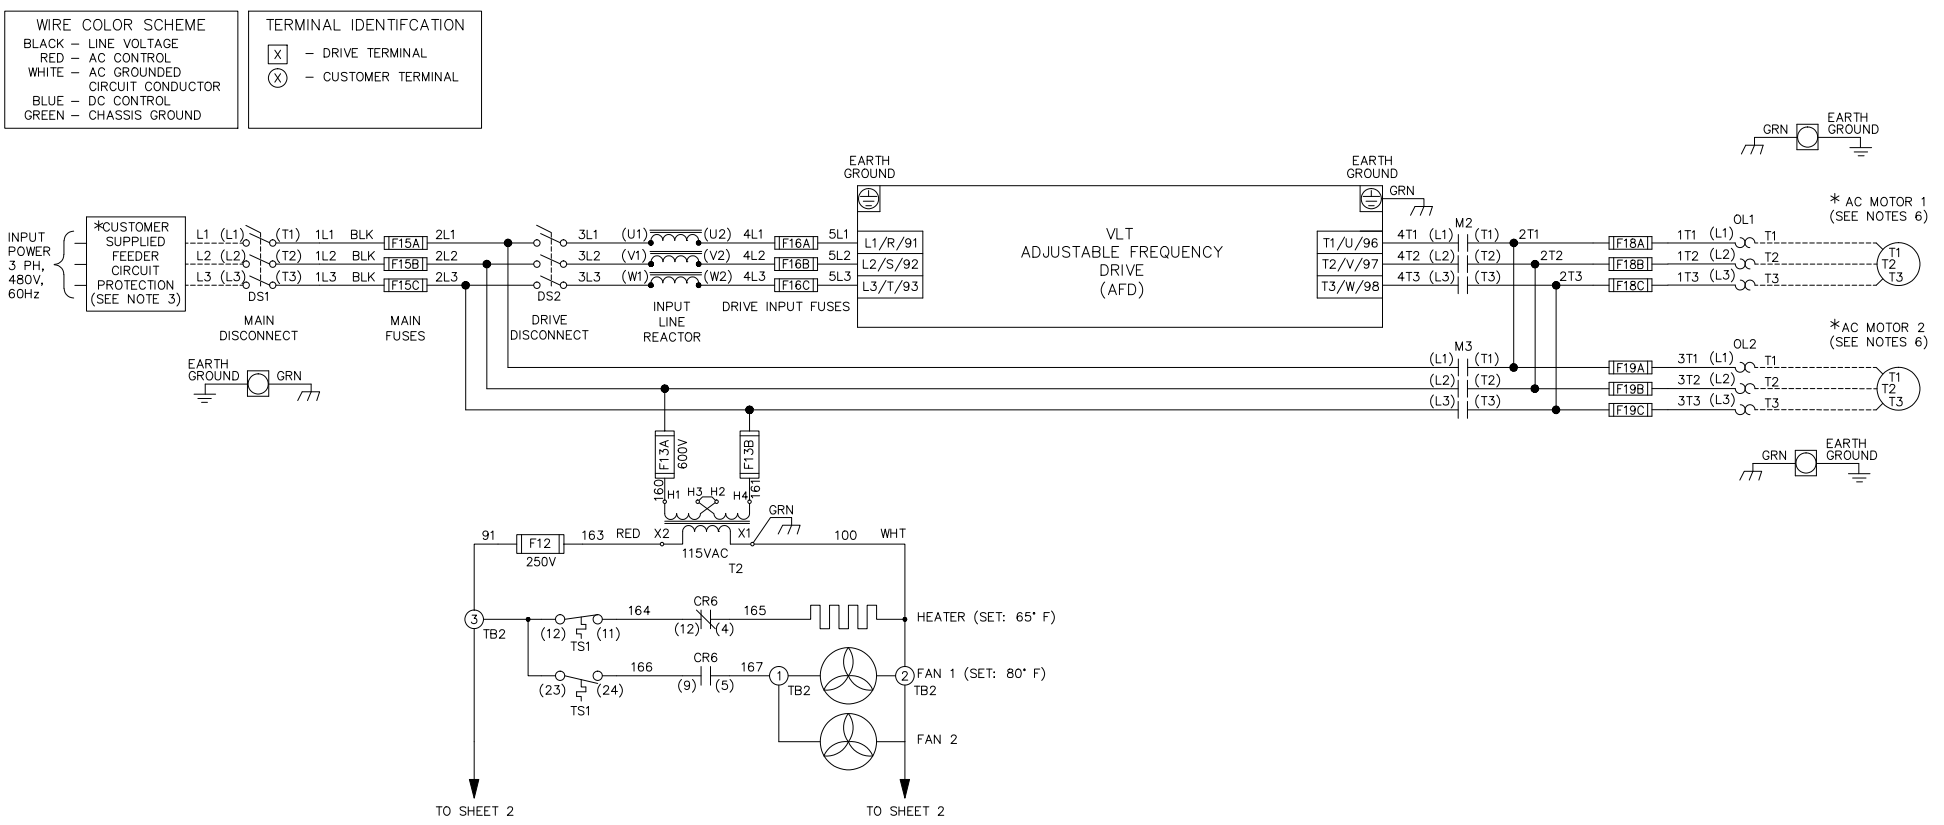 WIRE COLOR SCHEME
BLACK – LINE VOLTAGE
RED – AC CONTROL
WHITE – AC GROUNDED
CIRCUIT CONDUCTOR
BLUE – DC CONTROL
GREEN – CHASSIS GROUND
TERMINAL IDENTIFCATION
X – DRIVE TERMINAL
X – CUSTOMER TERMINAL
GRN
EARTH
GROUND
EARTH
GROUND
EARTH
GROUND
GRN
INPUT
POWER
3 PH,
480V,
60Hz
*CUSTOMER
SUPPLIED
FEEDER
CIRCUIT
PROTECTION
(SEE NOTE 3)
L1 (L1) (T1) 1L1 BLK F15A 2L1 3L1 (U1) (U2) 4L1 F16A 5L1 L1/R/91
L2 (L2) (T2) 1L2 BLK F15B 2L2 3L2 (V1) (V2) 4L2 F16B 5L2 L2/S/92
L3 (L3) (T3) 1L3 BLK F15C 2L3 3L3 (W1) (W2) 4L3 F16C 5L3 L3/T/93
DS1
DS2
MAIN
DISCONNECT
MAIN
FUSES
DRIVE
DISCONNECT
INPUT
LINE
REACTOR
DRIVE INPUT FUSES
VLT
ADJUSTABLE FREQUENCY
DRIVE
(AFD)
M2
OL1
* AC MOTOR 1
(SEE NOTES 6)
T1/U/96 4T1 (L1) (T1) 2T1 F18A 1T1 (L1) T1
T2/V/97 4T2 (L2) (T2) 2T2 F18B 1T2 (L2) T2
T3/W/98 4T3 (L3) (T3) 2T3 F18C 1T3 (L3) T3
T1
T2
T3
EARTH
GROUND
GRN
M3
OL2
*AC MOTOR 2
(SEE NOTES 6)
(L1) (T1) F19A 3T1 (L1) T1
(L2) (T2) F19B 3T2 (L2) T2
(L3) (T3) F19C 3T3 (L3) T3
T1
T2
T3
GRN
EARTH
GROUND
F13A
600V
F13B
160
161
H1 H3 H2 H4
GRN
91 F12 163 RED X2 X1 100 WHT
250V
115VAC
T2
3
TB2
(12) (11)
TS1
164
CR6
(12) (4)
165
HEATER (SET: 65° F)
(23) (24)
TS1
166
CR6
(9) (5)
167
1
TB2
2
TB2
FAN 1 (SET: 80° F)
FAN 2
TO SHEET 2
TO SHEET 2